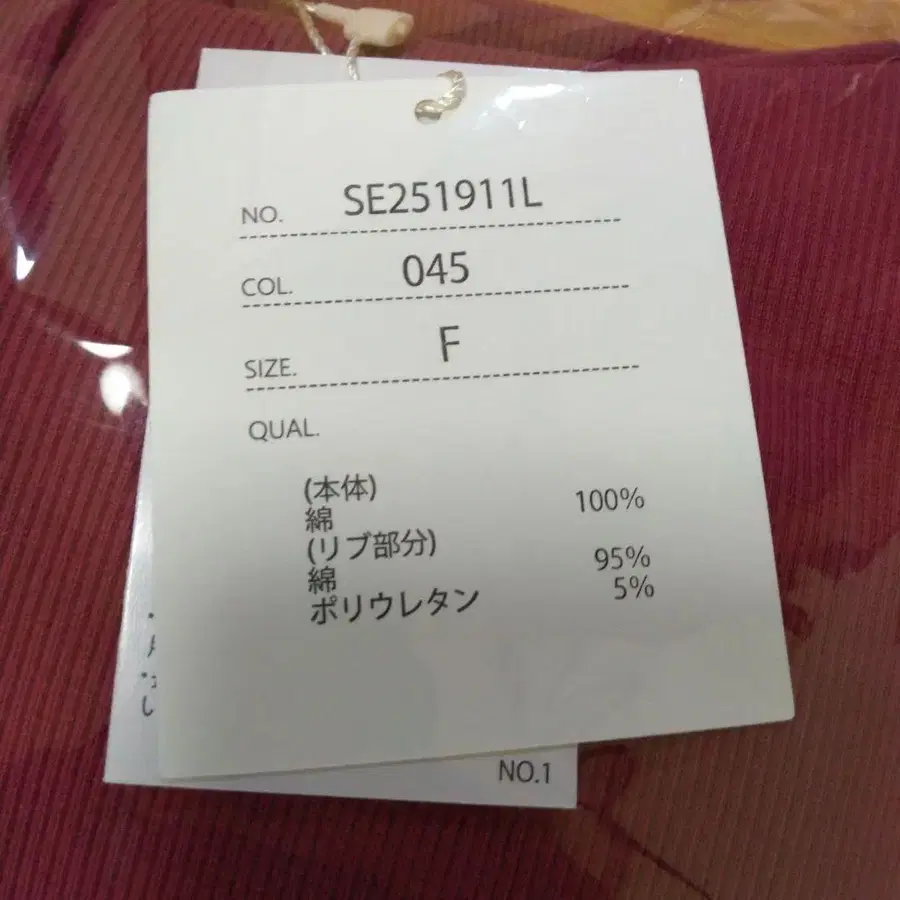 NO. SE251911L
COL. 045
SIZE. F
QUAL.
(本体)
綿 100%
(リブ部分)
綿 95%
ポリウレタン 5%
NO.1